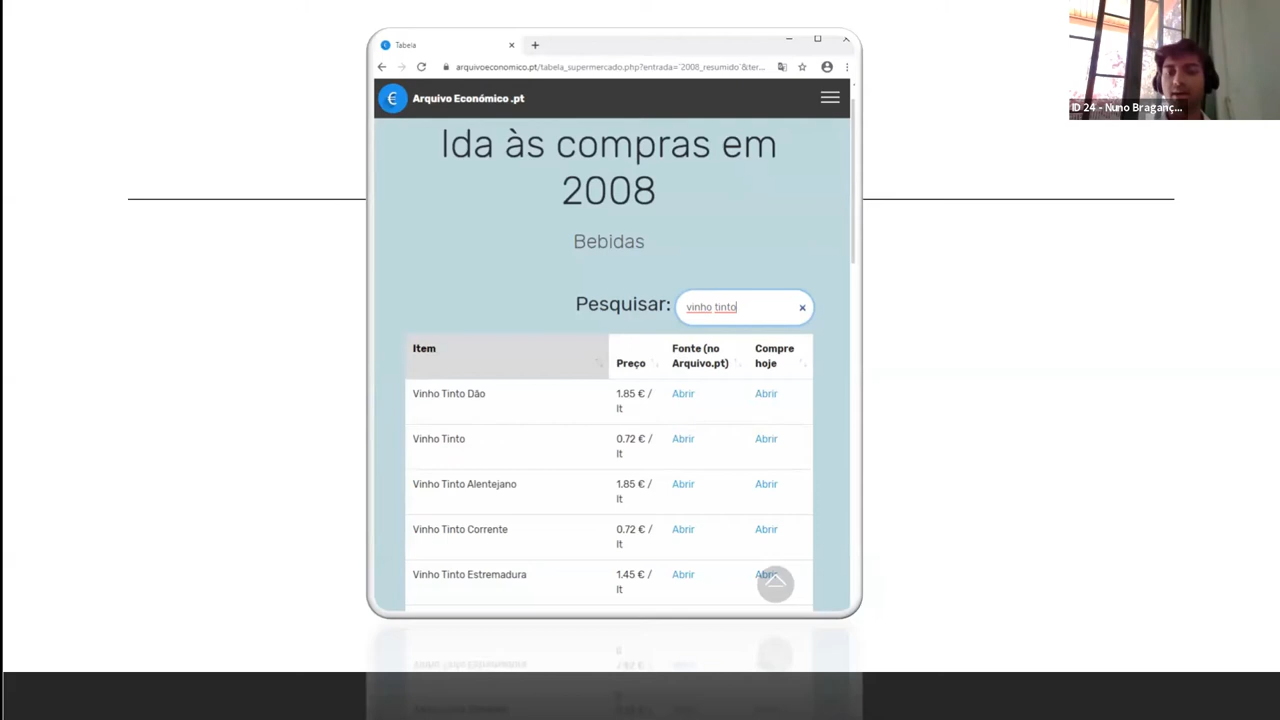 Tabela
arquivoeconomico.pt/tabela_supermercado.php?entrada='2008_resumido'&ter...
€ Arquivo Económico .pt
ID 24 - Nuno Braganç...
Ida às compras em
2008
Bebidas
Pesquisar: vinho tinto
Item Preço Fonte (no Arquivo.pt) Compre hoje
Vinho Tinto Dão 1.85 € / lt Abrir Abrir
Vinho Tinto 0.72 € / lt Abrir Abrir
Vinho Tinto Alentejano 1.85 € / lt Abrir Abrir
Vinho Tinto Corrente 0.72 € / lt Abrir Abrir
Vinho Tinto Estremadura 1.45 € / lt Abrir Abrir